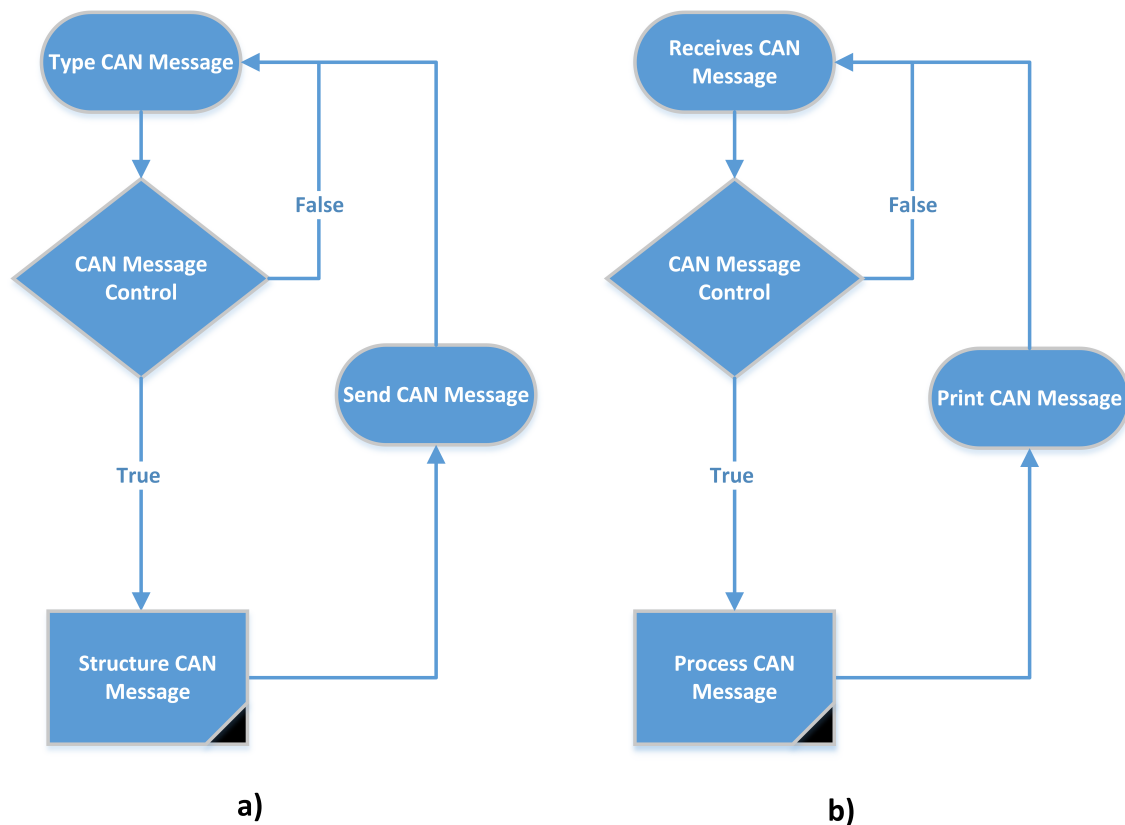 Type CAN Message
False
CAN Message
Control
Send CAN Message
True
Structure CAN
Message
a)
Receives CAN
Message
False
CAN Message
Control
Print CAN Message
True
Process CAN
Message
b)